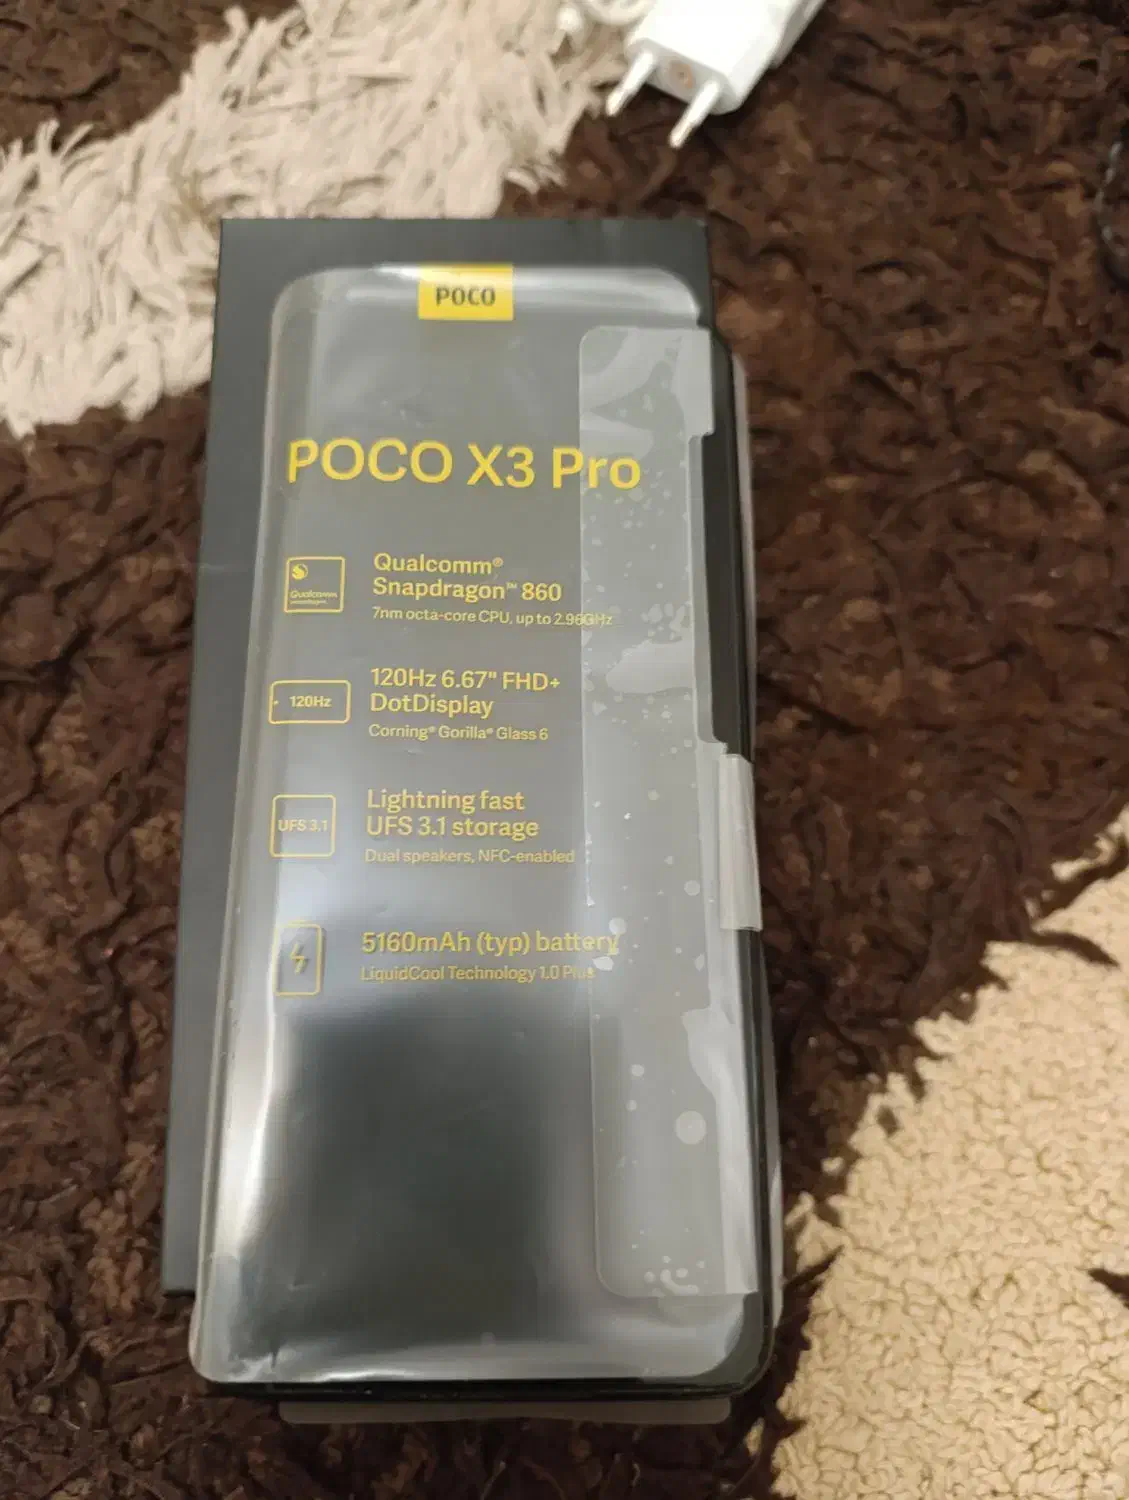 POCO
POCO X3 Pro
Qualcomm
snapdragon
Qualcomm®
Snapdragon™ 860
7nm octa-core CPU, up to 2.96GHz
120Hz
120Hz 6.67" FHD+
DotDisplay
Corning® Gorilla® Glass 6
UFS 3.1
Lightning fast
UFS 3.1 storage
Dual speakers, NFC-enabled
5160mAh (typ) battery
LiquidCool Technology 1.0 Plus